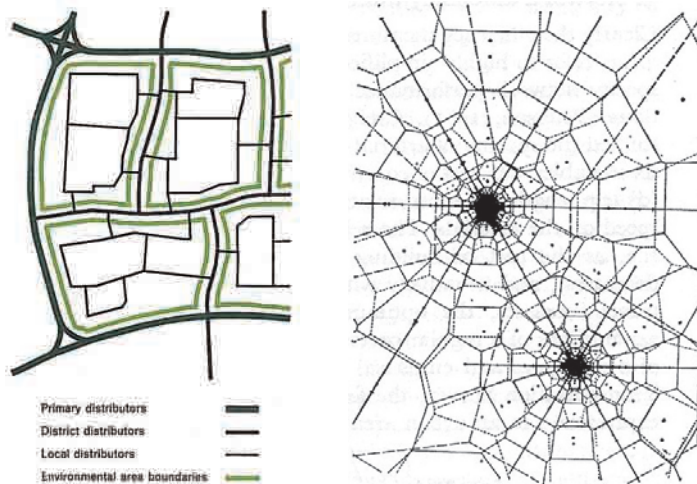 Primary distributors
District distributors
Local distributors
Environmental area boundaries